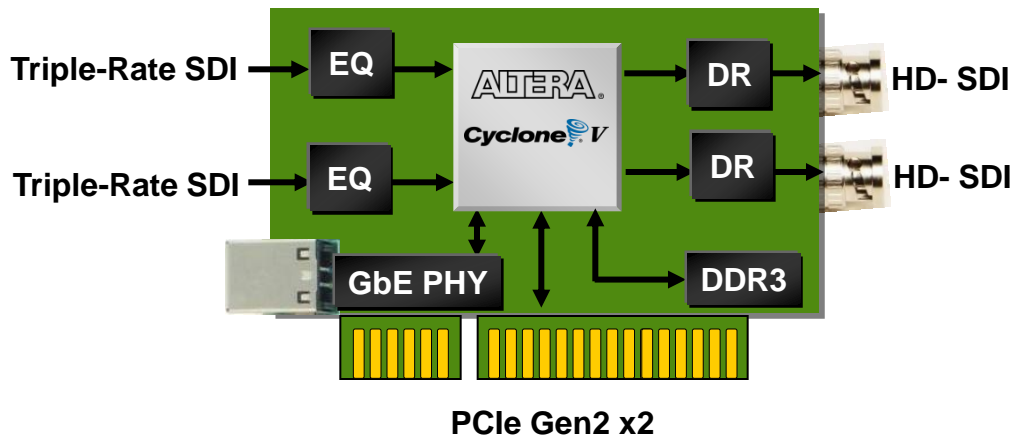 Triple-Rate SDI
EQ
ALTERA®
Cyclone® V
DR
HD- SDI
Triple-Rate SDI
EQ
DR
HD- SDI
GbE PHY
DDR3
PCIe Gen2 x2